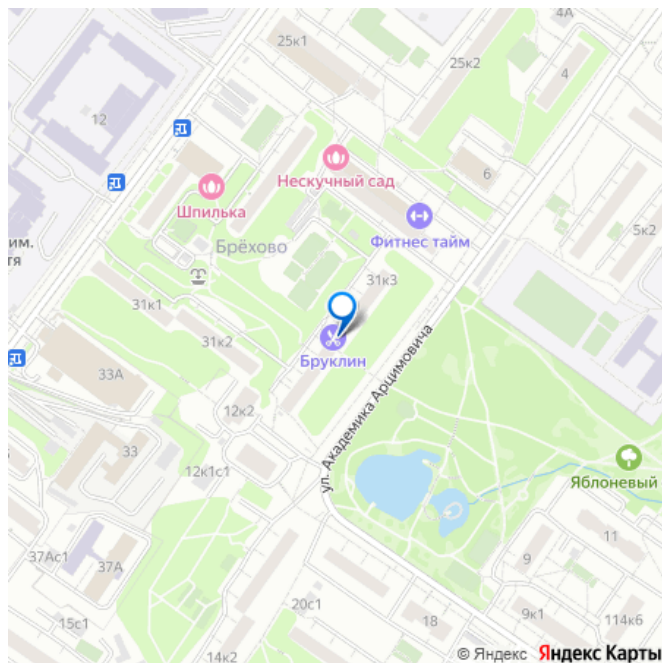 4А
25к1
25к2
4
12
6
Нескучный сад
Шпилька
Фитнес тайм
5к2
им.
тя
Брёхово
31к3
31к1
31к2
Бруклин
33А
ул. Академика Арцимовича
12к2
33
12к1с1
Яблоневый
11
9
37Ас1
37А
20с1
15с1
18
9к1
114к6
14к2
© Яндекс Яндекс Карты